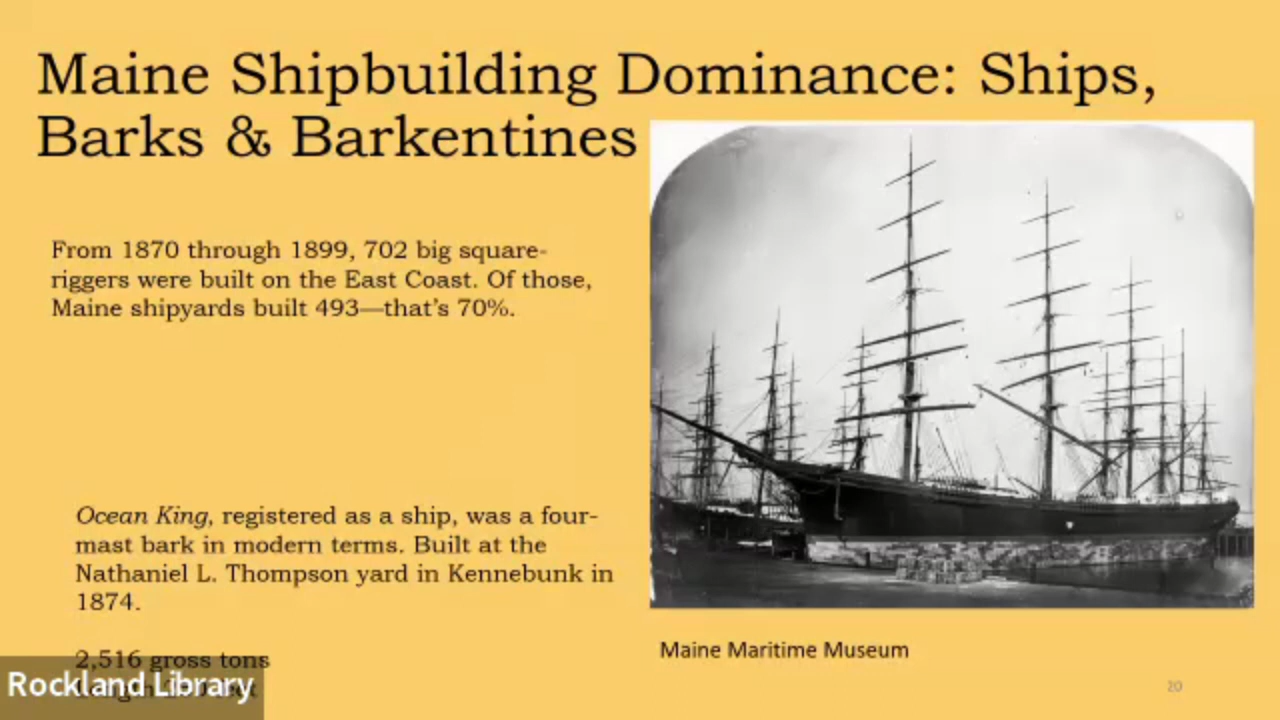 Maine Shipbuilding Dominance: Ships,
Barks & Barkentines
From 1870 through 1899, 702 big square-
riggers were built on the East Coast. Of those,
Maine shipyards built 493—that’s 70%.
Ocean King, registered as a ship, was a four-
mast bark in modern terms. Built at the
Nathaniel L. Thompson yard in Kennebunk in
1874.
2,516 gross tons
Maine Maritime Museum
Rockland Library
20